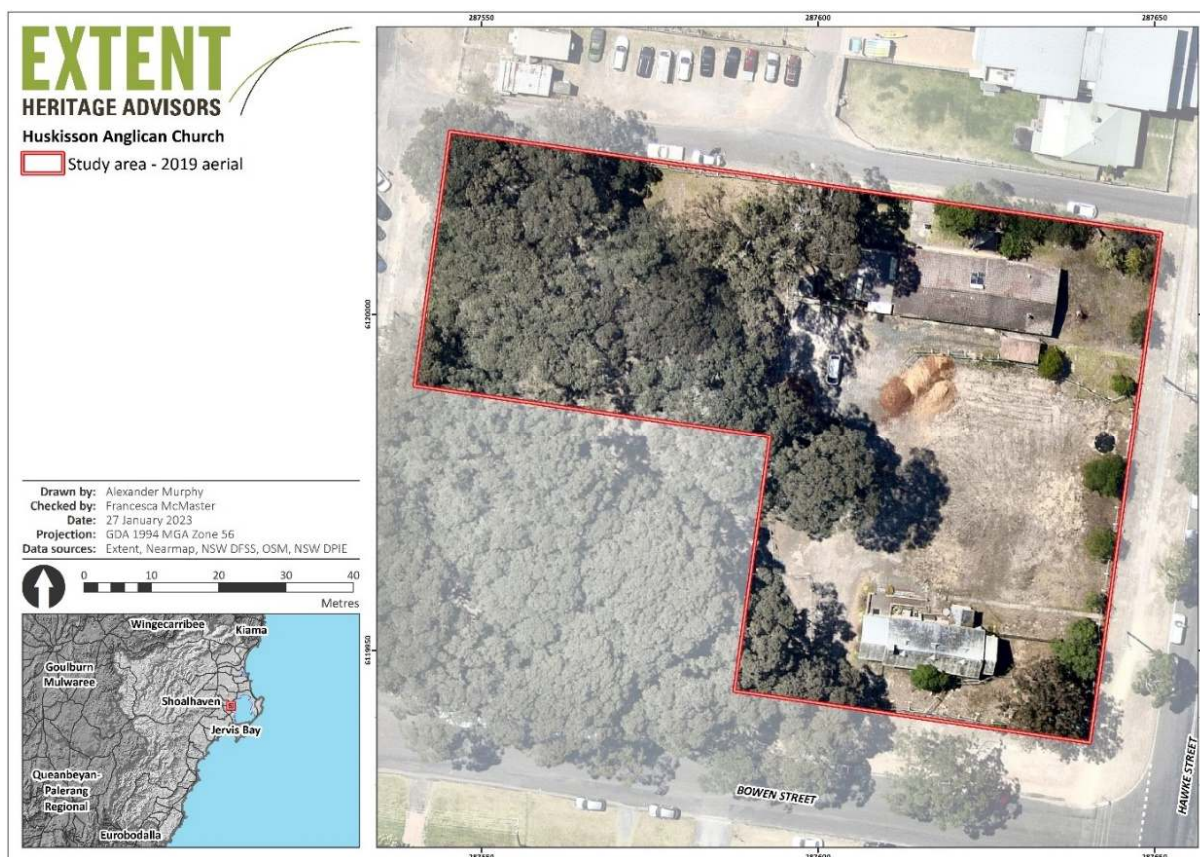 EXTENT
HERITAGE ADVISORS
Huskisson Anglican Church
Study area - 2019 aerial
Drawn by: Alexander Murphy
Checked by: Francesca McMaster
Date: 27 January 2023
Projection: GDA 1994 MGA Zone 56
Data sources: Extent, Nearmap, NSW DFSS, OSM, NSW DPIE
0 10 20 30 40
Metres
Wingecarribee
Kiama
Goulburn
Mulwaree
Shoalhaven
Jervis Bay
Queanbeyan-
Palerang
Regional
Eurobodalla
287550
287600
287650
6120000
6119950
BOWEN STREET
HAWKE STREET
287550
287600
287650